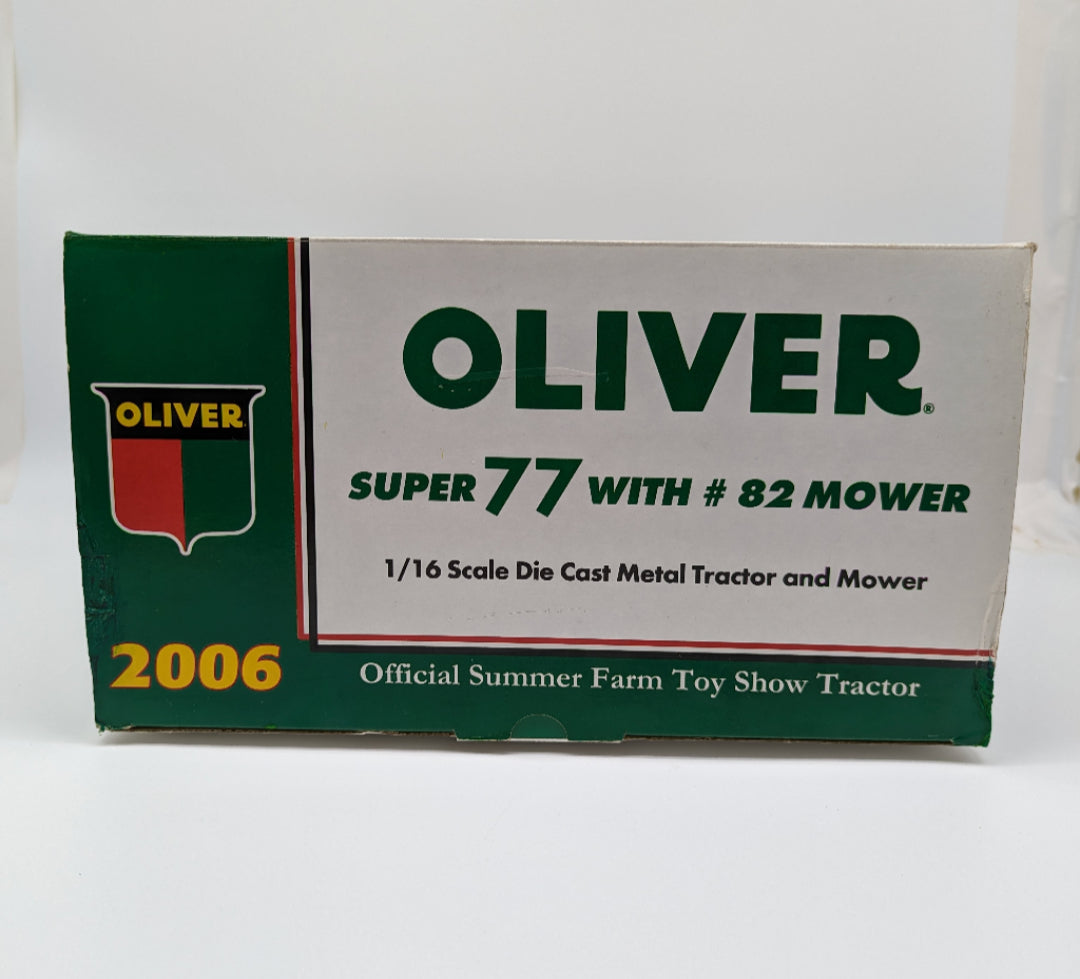 OLIVER
OLIVER®
SUPER 77 WITH # 82 MOWER
1/16 Scale Die Cast Metal Tractor and Mower
2006
Official Summer Farm Toy Show Tractor